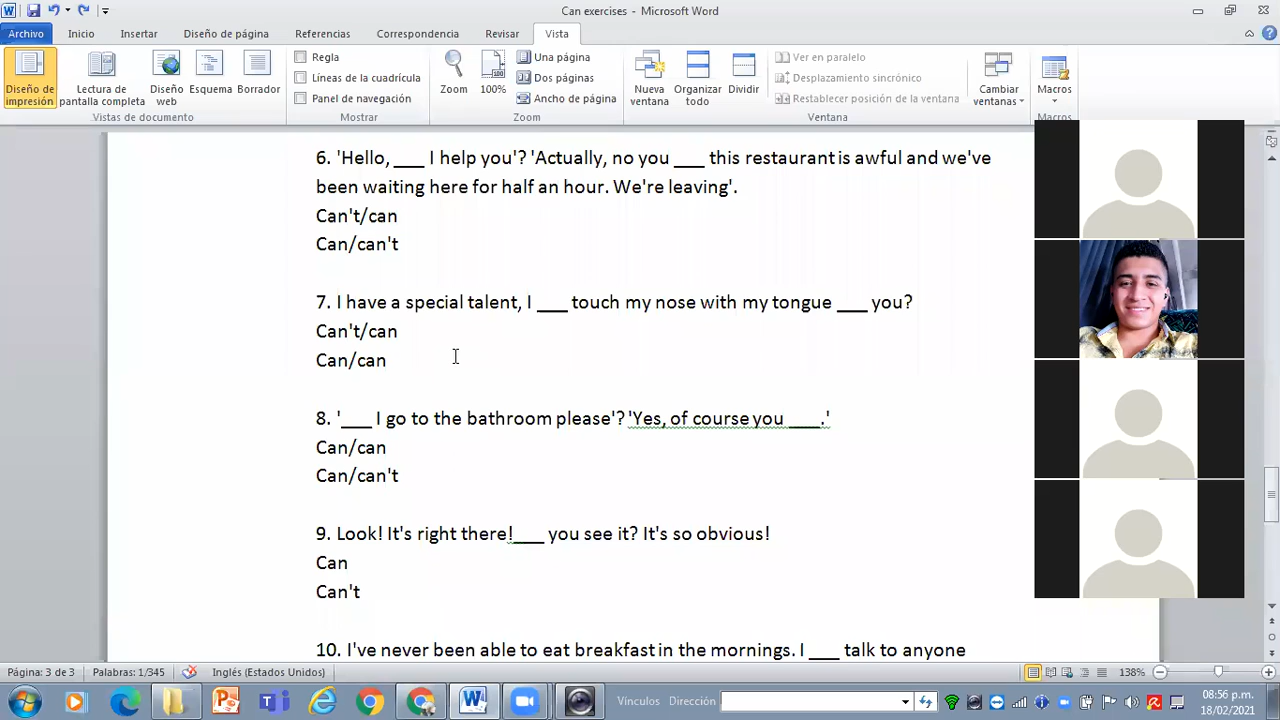 Can exercises - Microsoft Word
Archivo Inicio Insertar Diseño de página Referencias Correspondencia Revisar Vista
Diseño de impresión
Lectura de pantalla completa
Diseño web
Esquema
Borrador
Vistas de documento
Regla
Líneas de la cuadrícula
Panel de navegación
Mostrar
Zoom
100%
Una página
Dos páginas
Ancho de página
Zoom
Nueva ventana
Organizar todo
Dividir
Ver en paralelo
Desplazamiento sincrónico
Restablecer posición de la ventana
Ventana
Cambiar ventanas
Macros
Macros
6. 'Hello, ___ I help you'? 'Actually, no you ___ this restaurant is awful and we've
been waiting here for half an hour. We're leaving'.
Can't/can
Can/can't
7. I have a special talent, I ___ touch my nose with my tongue ___ you?
Can't/can
Can/can
8. '___ I go to the bathroom please'? 'Yes, of course you ___.'
Can/can
Can/can't
9. Look! It's right there!___ you see it? It's so obvious!
Can
Can't
10. I've never been able to eat breakfast in the mornings. I ___ talk to anyone
Página: 3 de 3 Palabras: 1/345 Inglés (Estados Unidos) 138%
Vínculos Dirección
08:56 p.m.
18/02/2021